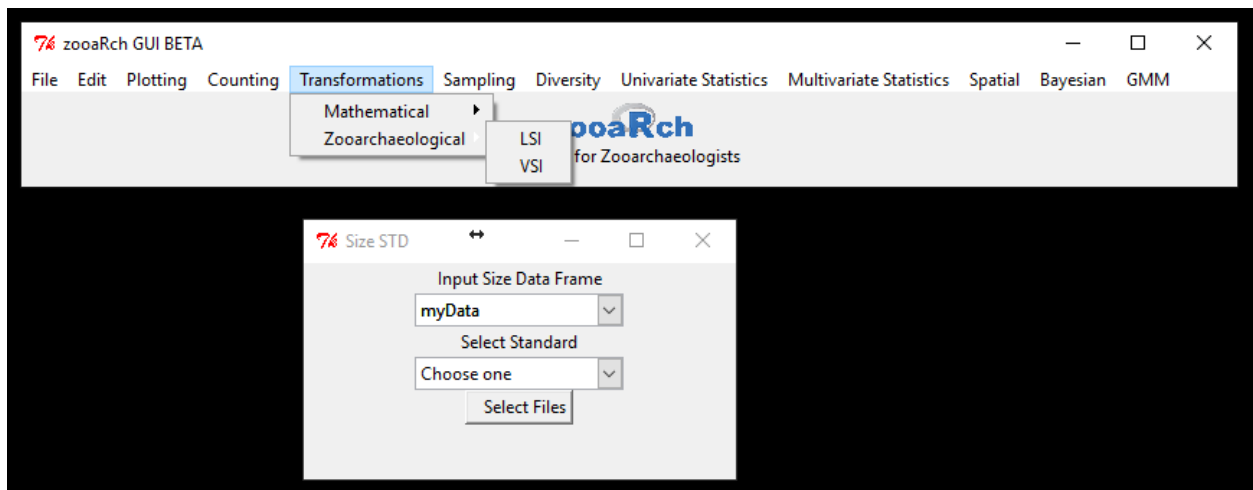 zooaRch GUI BETA
File Edit Plotting Counting Transformations Sampling Diversity Univariate Statistics Multivariate Statistics Spatial Bayesian GMM
Mathematical
Zooarchaeological
LSI
VSI
ooaRch
for Zooarchaeologists
Size STD
Input Size Data Frame
myData
Select Standard
Choose one
Select Files